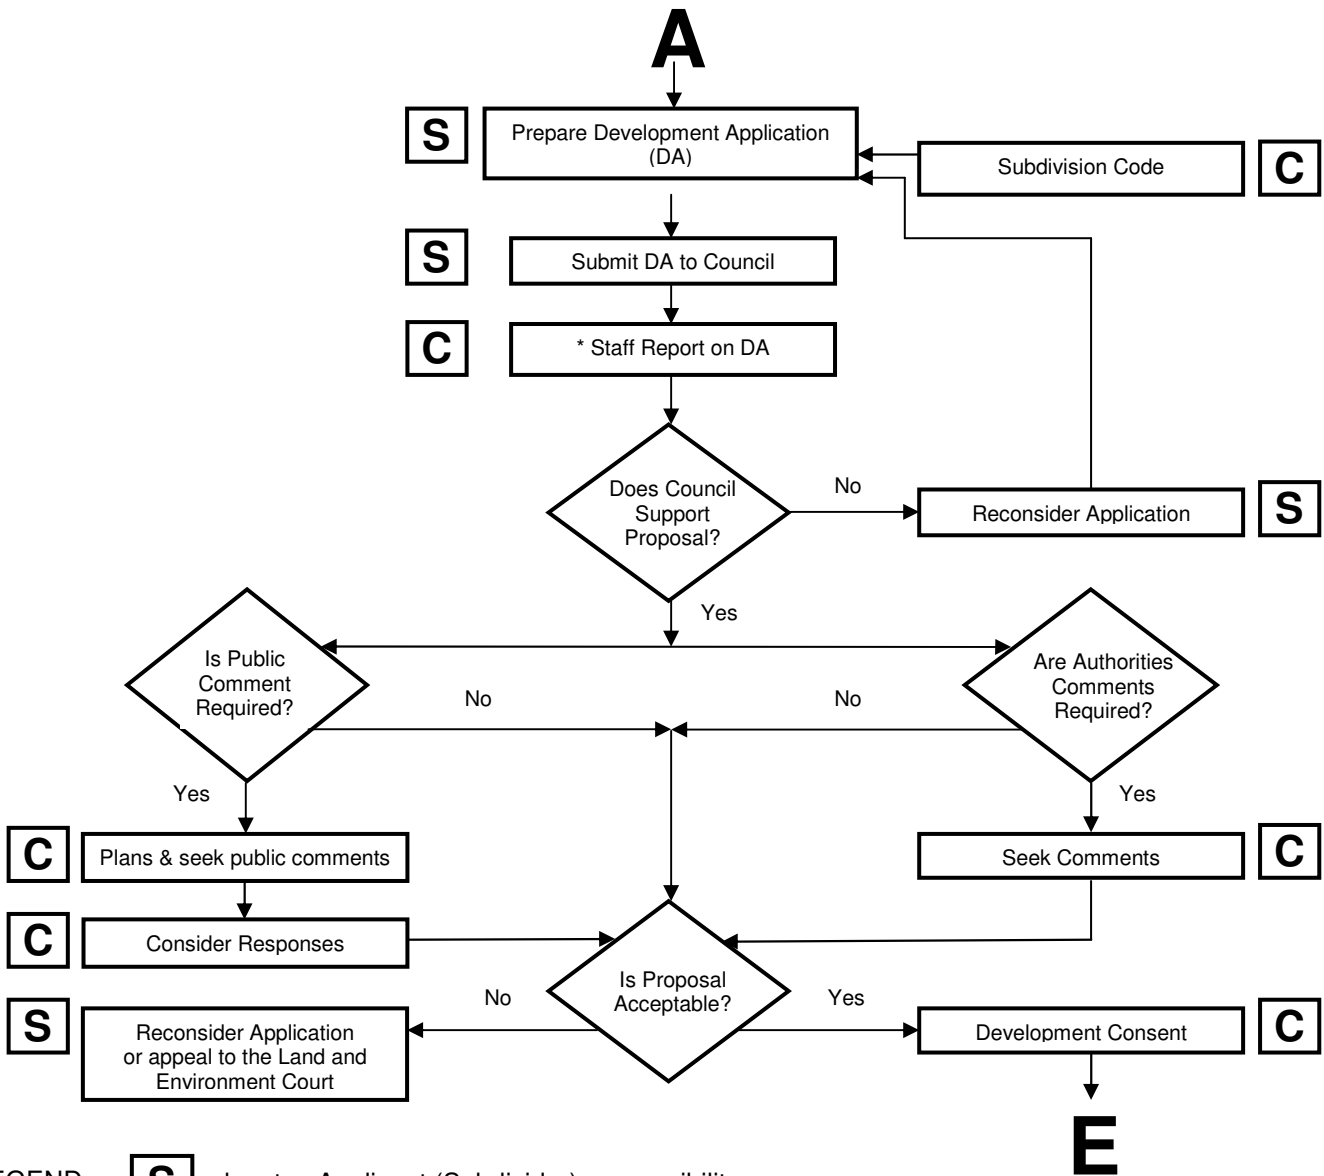 A
S
Prepare Development Application
(DA)
Subdivision Code
C
S
Submit DA to Council
C
* Staff Report on DA
Does Council
Support
Proposal?
No
Reconsider Application
S
Yes
Is Public
Comment
Required?
No
No
Are Authorities
Comments
Required?
Yes
Yes
C
Plans & seek public comments
Seek Comments
C
C
Consider Responses
Is Proposal
Acceptable?
No
Yes
S
Reconsider Application
or appeal to the Land and
Environment Court
Development Consent
C
E
S